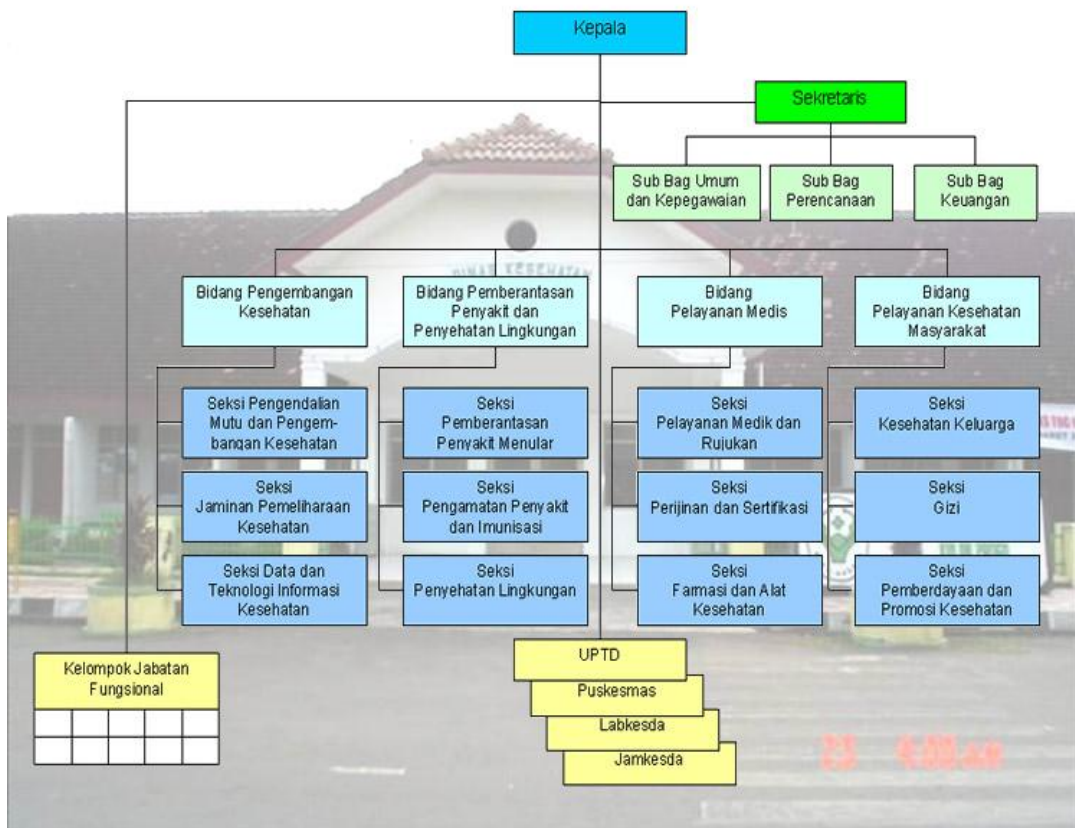 Kepala
Sekretaris
Sub Bag Umum
dan Kepegawaian
Sub Bag
Perencanaan
Sub Bag
Keuangan
DINAS KESEHATAN
Bidang Pengembangan
Kesehatan
Bidang Pemberantasan
Penyakit dan
Penyehatan Lingkungan
Bidang
Pelayanan Medis
Bidang
Pelayanan Kesehatan
Masyarakat
Seksi Pengendalian
Mutu dan Pengem-
bangan Kesehatan
Seksi
Pemberantasan
Penyakit Menular
Seksi
Pelayanan Medik dan
Rujukan
Seksi
Kesehatan Keluarga
Seksi
Jaminan Pemeliharaan
Kesehatan
Seksi
Pengamatan Penyakit
dan Imunisasi
Seksi
Perijinan dan Sertifikasi
Seksi
Gizi
Seksi Data dan
Teknologi Informasi
Kesehatan
Seksi
Penyehatan Lingkungan
Seksi
Farmasi dan Alat
Kesehatan
Seksi
Pemberdayaan dan
Promosi Kesehatan
Kelompok Jabatan
Fungsional
UPTD
Puskesmas
Labkesda
Jamkesda